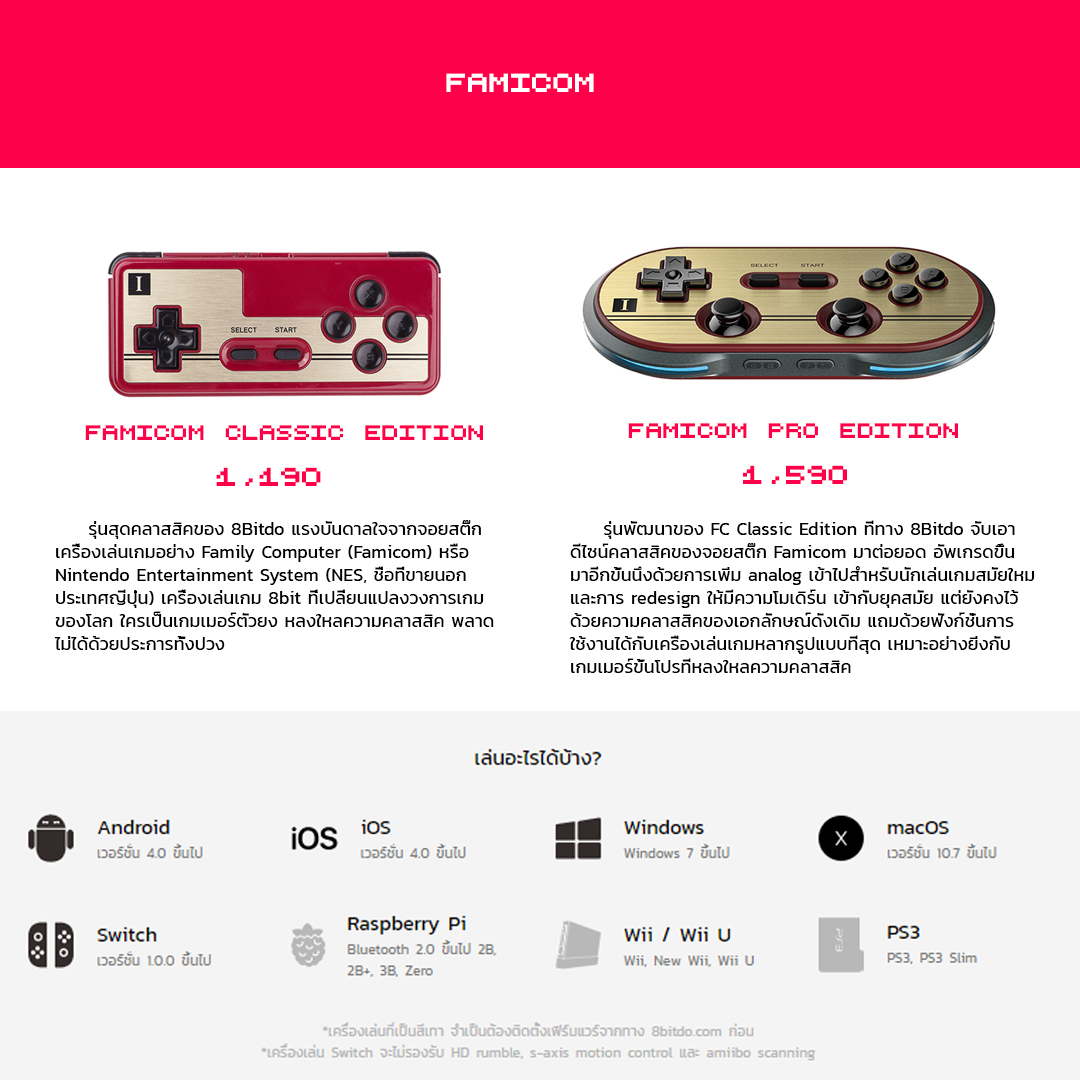 FAMICOM
I
SELECT START
I
SELECT START
Y X B A
FAMICOM CLASSIC EDITION
1,190
รุ่นสุดคลาสสิคของ 8Bitdo แรงบันดาลใจจากจอยสติ๊ก
เครื่องเล่นเกมอย่าง Family Computer (Famicom) หรือ
Nintendo Entertainment System (NES, ชื่อที่ขายนอก
ประเทศญี่ปุ่น) เครื่องเล่นเกม 8bit ที่เปลี่ยนแปลงวงการเกม
ของโลก ใครเป็นเกมเมอร์ตัวยง หลงใหลความคลาสสิค พลาด
ไม่ได้ด้วยประการทั้งปวง
FAMICOM PRO EDITION
1,590
รุ่นพัฒนาของ FC Classic Edition ที่ทาง 8Bitdo จับเอา
ดีไซน์คลาสสิคของจอยสติ๊ก Famicom มาต่อยอด อัพเกรดขึ้น
มาอีกขั้นนึงด้วยการเพิ่ม analog เข้าไปสำหรับนักเล่นเกมสมัยใหม่
และการ redesign ให้มีความโมเดิร์น เข้ากับยุคสมัย แต่ยังคงไว้
ด้วยความคลาสสิคของเอกลักษณ์ดั้งเดิม แถมด้วยฟังก์ชั่นการ
ใช้งานได้กับเครื่องเล่นเกมหลากรูปแบบที่สุด เหมาะอย่างยิ่งกับ
เกมเมอร์ขั้นโปรที่หลงใหลความคลาสสิค
เล่นอะไรได้บ้าง?
Android
เวอร์ชั่น 4.0 ขึ้นไป
iOS
iOS
เวอร์ชั่น 4.0 ขึ้นไป
Windows
Windows 7 ขึ้นไป
X
macOS
เวอร์ชั่น 10.7 ขึ้นไป
Switch
เวอร์ชั่น 1.0.0 ขึ้นไป
Raspberry Pi
Bluetooth 2.0 ขึ้นไป 2B,
2B+, 3B, Zero
Wii / Wii U
Wii, New Wii, Wii U
PS3
PS3
PS3, PS3 Slim
*เครื่องเล่นที่เป็นสีเทา จำเป็นต้องติดตั้งเฟิร์มแวร์จากทาง 8bitdo.com ก่อน
*เครื่องเล่น Switch จะไม่รองรับ HD rumble, s-axis motion control และ amiibo scanning